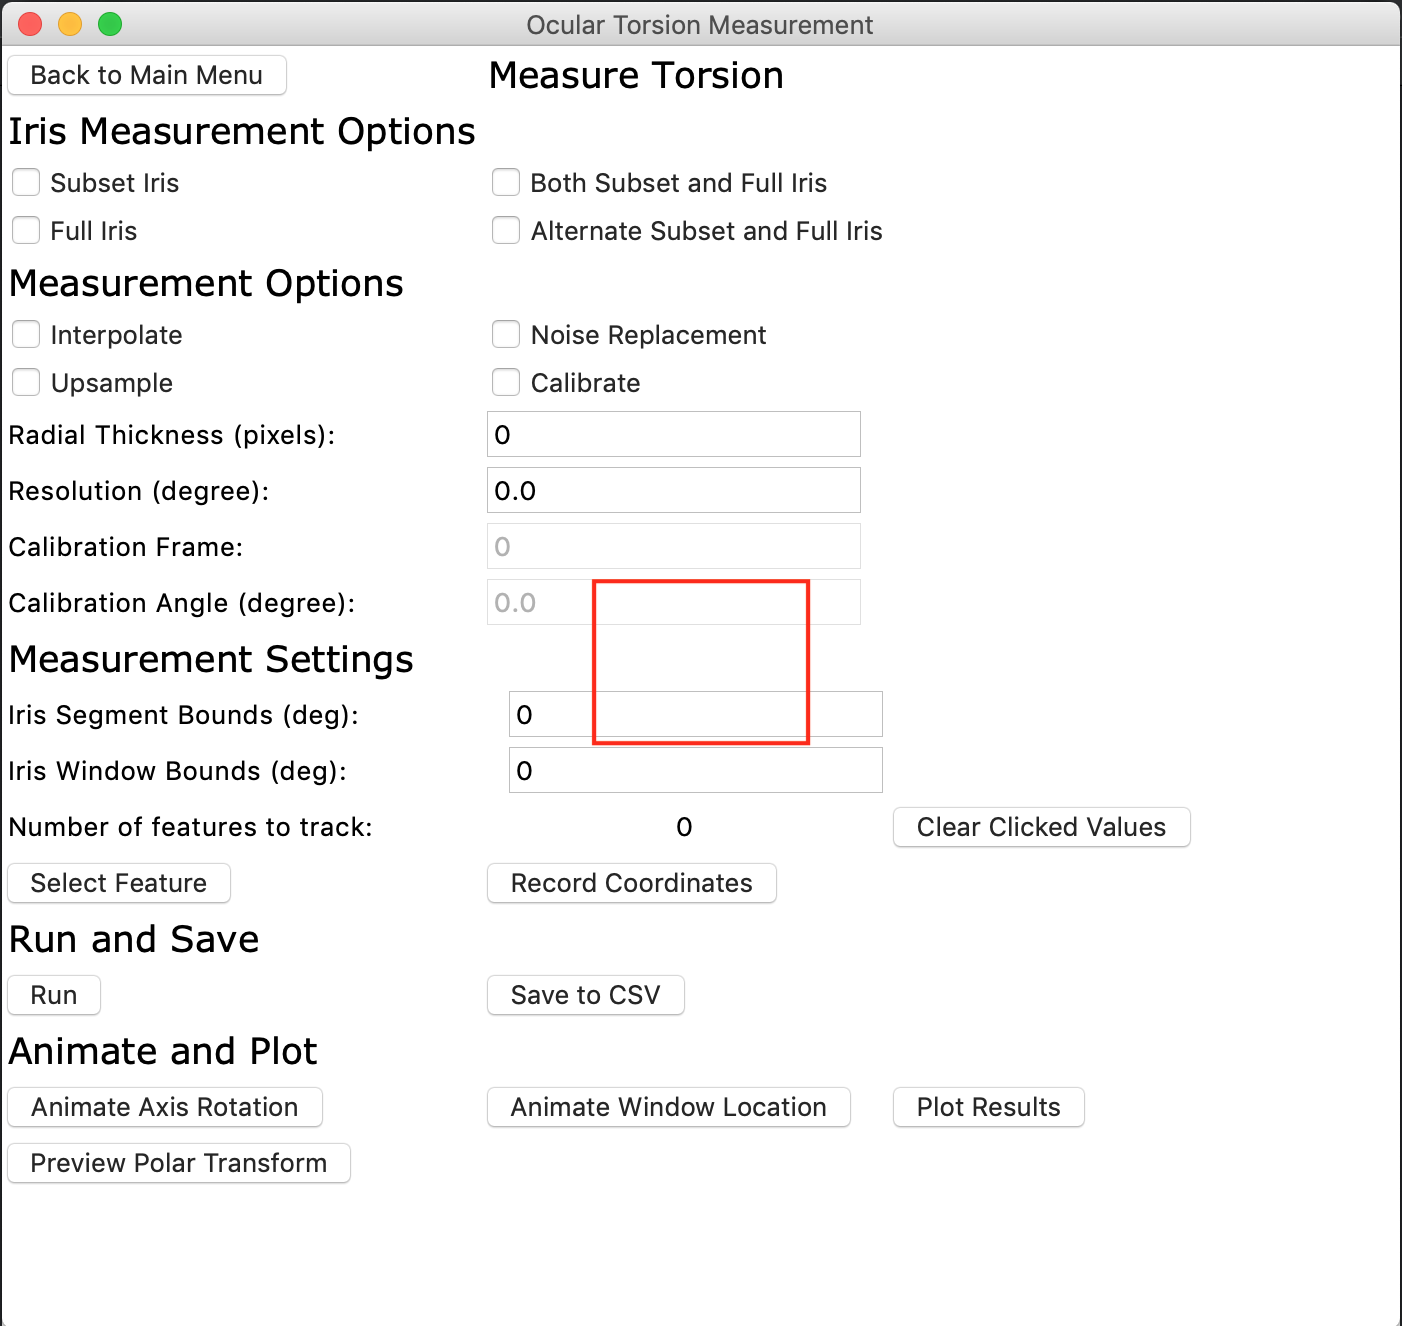 Ocular Torsion Measurement
Back to Main Menu Measure Torsion
Iris Measurement Options
Subset Iris Both Subset and Full Iris
Full Iris Alternate Subset and Full Iris
Measurement Options
Interpolate Noise Replacement
Upsample Calibrate
Radial Thickness (pixels): 0
Resolution (degree): 0.0
Calibration Frame: 0
Calibration Angle (degree): 0.0
Measurement Settings
Iris Segment Bounds (deg): 0
Iris Window Bounds (deg): 0
Number of features to track: 0 Clear Clicked Values
Select Feature Record Coordinates
Run and Save
Run Save to CSV
Animate and Plot
Animate Axis Rotation Animate Window Location Plot Results
Preview Polar Transform